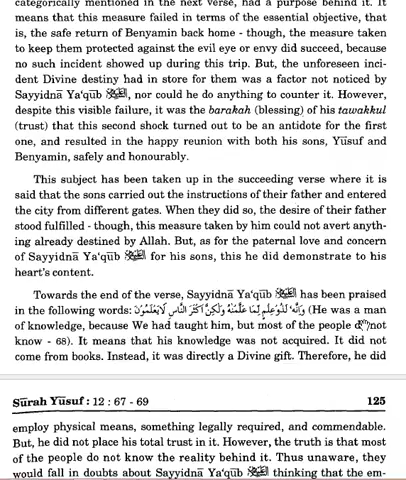 categorically mentioned in the next verse, had a purpose behind it. It
means that this measure failed in terms of the essential objective, that
is, the safe return of Benyamin back home - though, the measure taken
to keep them protected against the evil eye or envy did succeed, because
no such incident showed up during this trip. But, the unforeseen inci-
dent Divine destiny had in store for them was a factor not noticed by
Sayyidnā Ya'qūb, nor could he do anything to counter it. However,
despite this visible failure, it was the barakah (blessing) of his tawakkul
(trust) that this second shock turned out to be an antidote for the first
one, and resulted in the happy reunion with both his sons, Yūsuf and
Benyamin, safely and honourably.
This subject has been taken up in the succeeding verse where it is
said that the sons carried out the instructions of their father and entered
the city from different gates. When they did so, the desire of their father
stood fulfilled - though, this measure taken by him could not avert anyth-
ing already destined by Allah. But, as for the paternal love and concern
of Sayyidnā Ya'qūb for his sons, this he did demonstrate to his
heart's content.
Towards the end of the verse, Sayyidnā Ya'qūb has been praised
in the following words: وَإِنَّهُ لَذُو عِلْمٍ لِّمَا عَلَّمْنَٰهُ وَلَٰكِنَّ أَكْثَرَ النَّاسِ لَا يَعْلَمُونَ (He was a man
of knowledge, because We had taught him, but most of the people do not
know - 68). It means that his knowledge was not acquired. It did not
come from books. Instead, it was directly a Divine gift. Therefore, he did
Sūrah Yūsuf : 12 : 67 - 69 125
employ physical means, something legally required, and commendable.
But, he did not place his total trust in it. However, the truth is that most
of the people do not know the reality behind it. Thus unaware, they
would fall in doubts about Sayyidnā Ya'qūb thinking that the em-